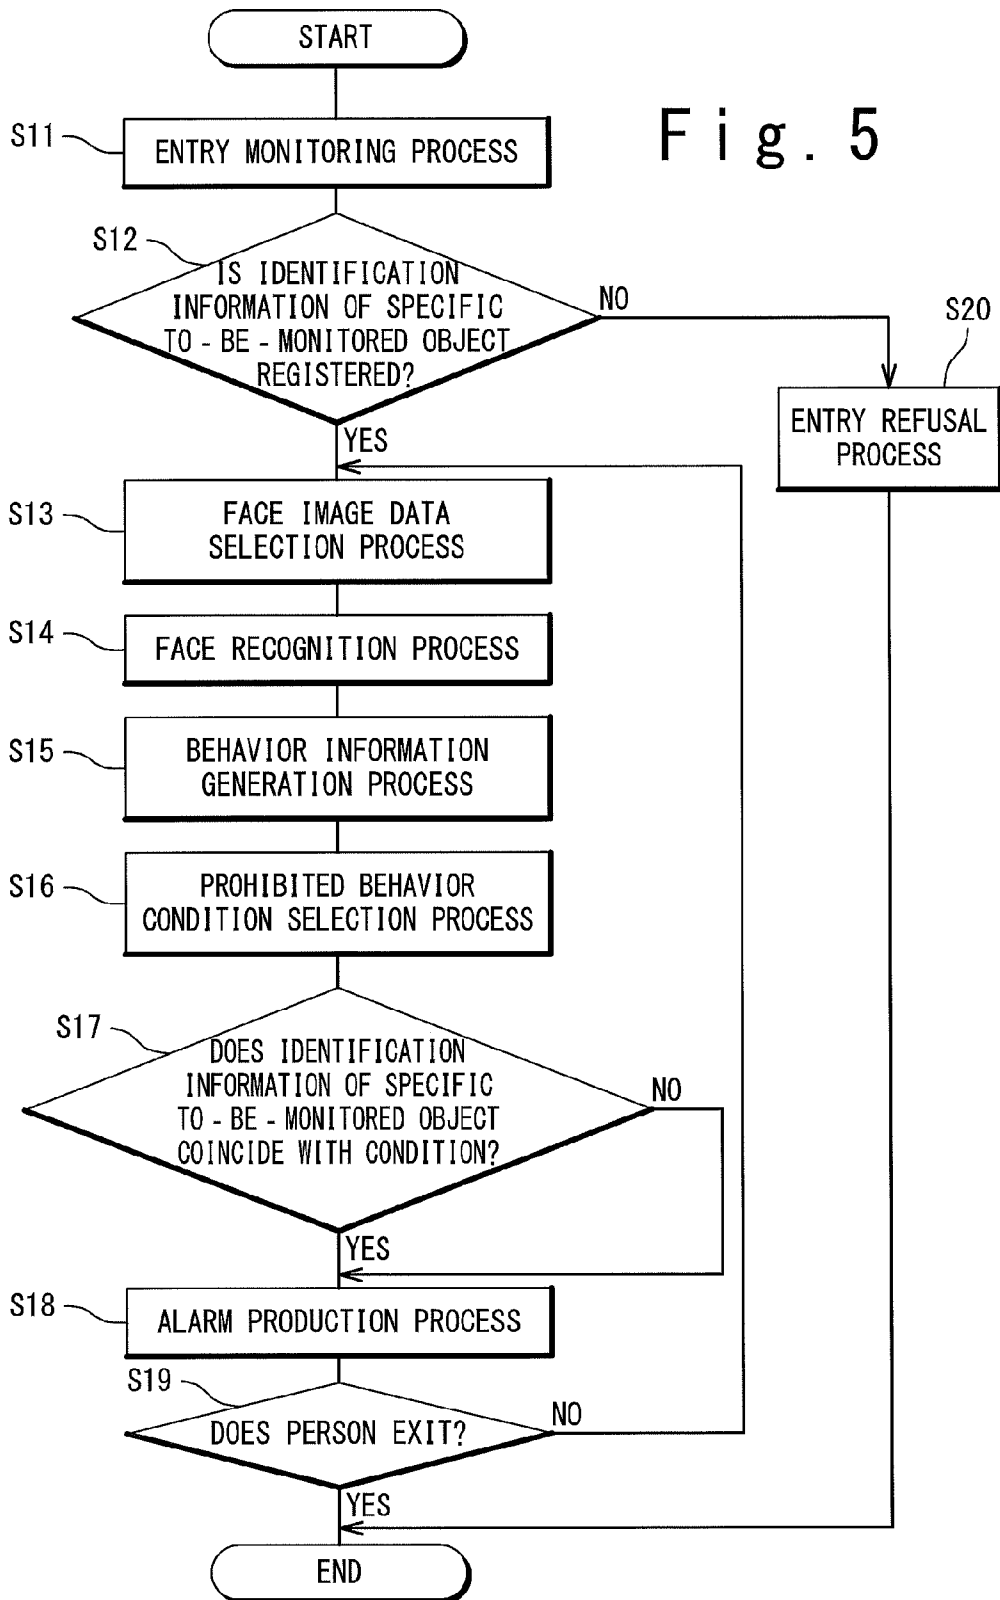 START
Fig. 5
S11
ENTRY MONITORING PROCESS
S12
IS IDENTIFICATION
INFORMATION OF SPECIFIC
TO - BE - MONITORED OBJECT
REGISTERED?
NO
S20
ENTRY REFUSAL
PROCESS
YES
S13
FACE IMAGE DATA
SELECTION PROCESS
S14
FACE RECOGNITION PROCESS
S15
BEHAVIOR INFORMATION
GENERATION PROCESS
S16
PROHIBITED BEHAVIOR
CONDITION SELECTION PROCESS
S17
DOES IDENTIFICATION
INFORMATION OF SPECIFIC
TO - BE - MONITORED OBJECT
COINCIDE WITH CONDITION?
NO
YES
S18
ALARM PRODUCTION PROCESS
S19
DOES PERSON EXIT?
NO
YES
END